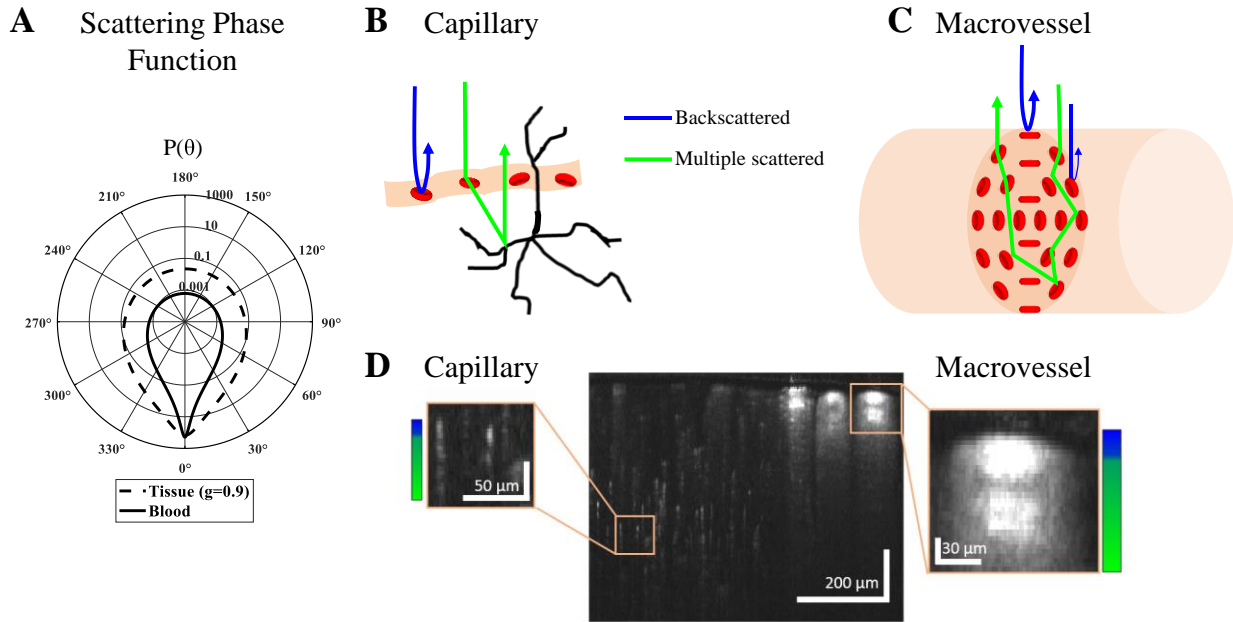 A
Scattering Phase
Function
P(θ)
180°
210°
150°
1000
10
240°
120°
0.1
0.001
270°
90°
300°
60°
330°
30°
0°
Tissue (g=0.9)
Blood
B
Capillary
Backscattered
Multiple scattered
C
Macrovessel
D
Capillary
50 µm
200 µm
Macrovessel
30 µm